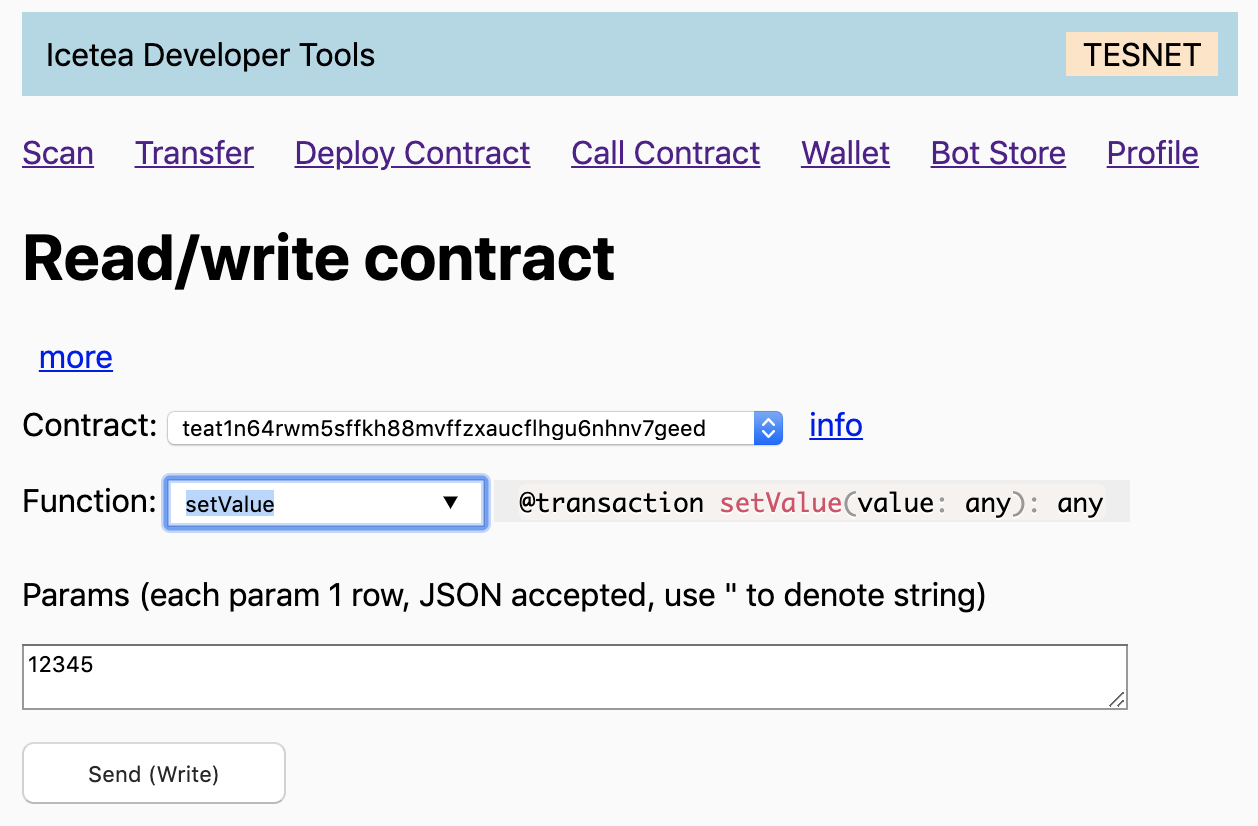 Icetea Developer Tools TESNET
Scan Transfer Deploy Contract Call Contract Wallet Bot Store Profile
Read/write contract
more
Contract: teat1n64rwm5sffkh88mvffzxaucflhgu6nhnv7geed info
Function: setValue ▼ @transaction setValue(value: any): any
Params (each param 1 row, JSON accepted, use " to denote string)
12345
Send (Write)